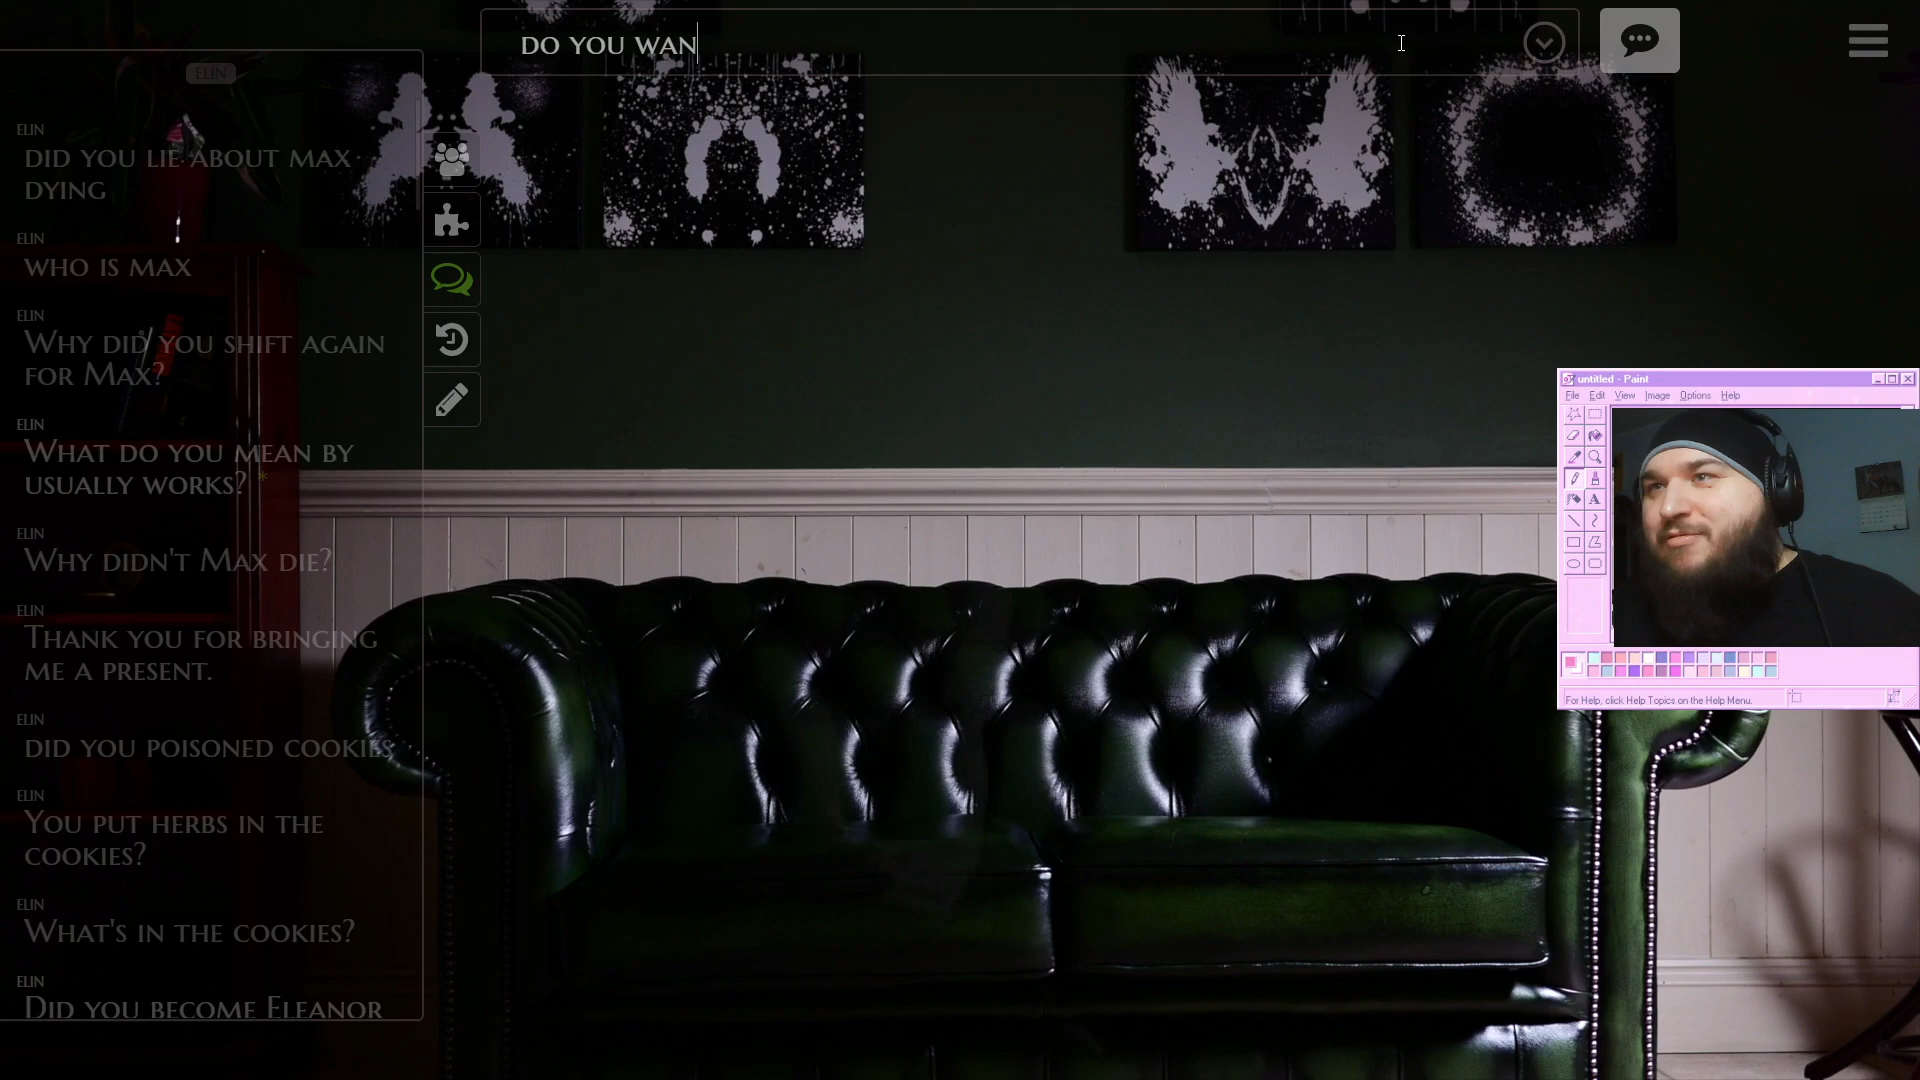 DO YOU WAN
ELIN
ELIN
DID YOU LIE ABOUT MAX
DYING
ELIN
WHO IS MAX
ELIN
WHY DID YOU SHIFT AGAIN
FOR MAX?
ELIN
WHAT DO YOU MEAN BY
USUALLY WORKS? *
ELIN
WHY DIDN'T MAX DIE?
ELIN
THANK YOU FOR BRINGING
ME A PRESENT.
ELIN
DID YOU POISONED COOKIES
ELIN
YOU PUT HERBS IN THE
COOKIES?
ELIN
WHAT'S IN THE COOKIES?
ELIN
DID YOU BECOME ELEANOR
untitled - Paint
File Edit View Image Options Help
A
For Help, click Help Topics on the Help Menu.